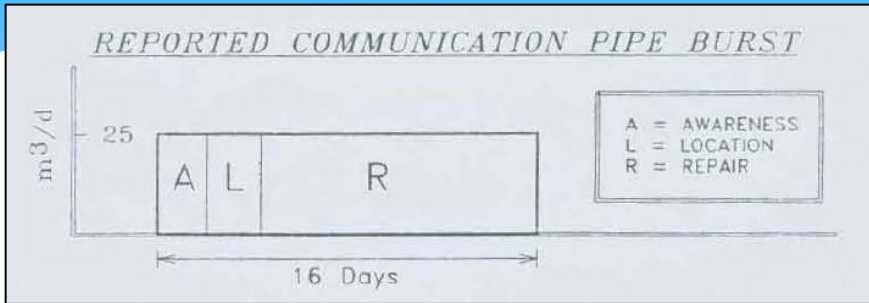 REPORTED COMMUNICATION PIPE BURST
m3/d
25
A L R
A = AWARENESS
L = LOCATION
R = REPAIR
16 Days